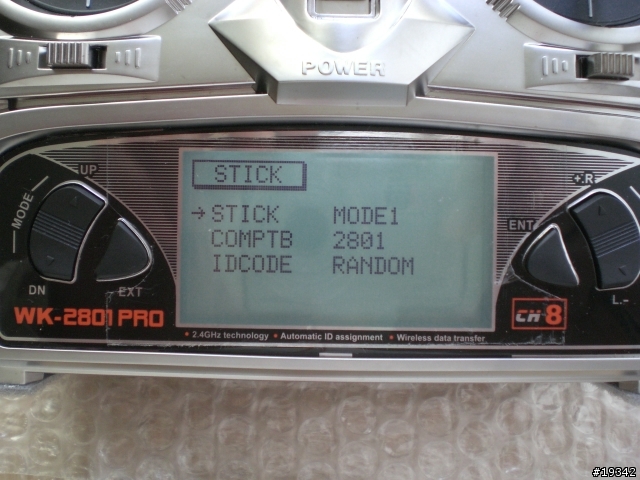 POWER
STICK
UP
MODE
DN
EXT
→STICK MODE1
COMPTB 2801
IDCODE RANDOM
+.R
ENT
L.-
WK-2801 PRO
CH 8
• 2.4GHz technology • Automatic ID assignment • Wireless data transfer
#19342